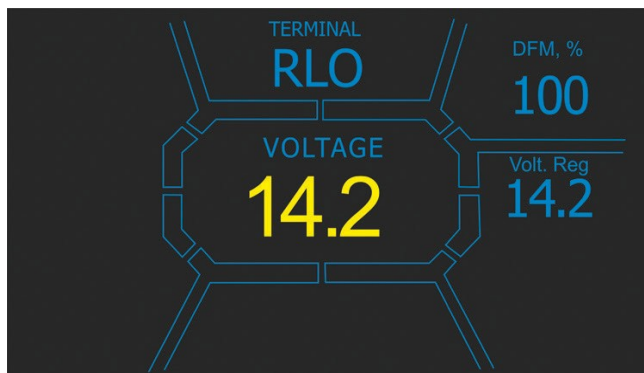 TERMINAL
RLO
DFM, %
100
VOLTAGE
14.2
Volt. Reg
14.2